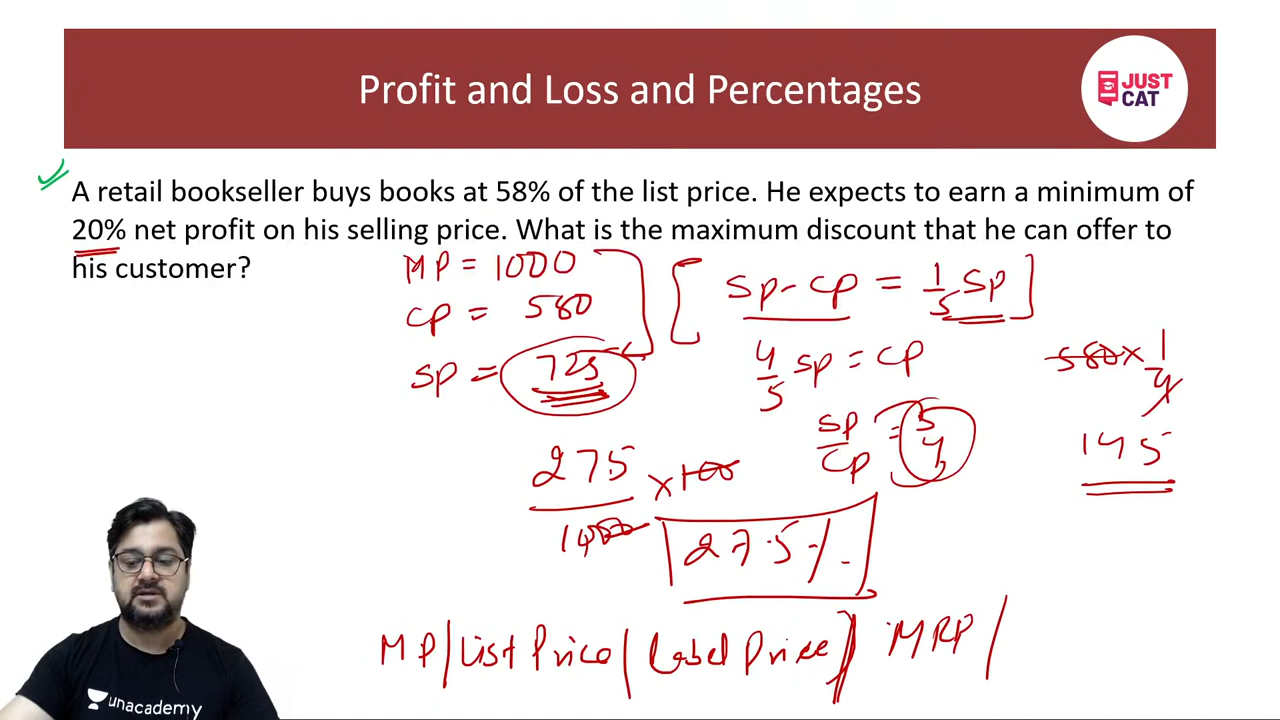 Profit and Loss and Percentages
JUST
CAT
A retail bookseller buys books at 58% of the list price. He expects to earn a minimum of
20% net profit on his selling price. What is the maximum discount that he can offer to
his customer?
MP = 1000
CP = 580
SP = 725
[ SP - CP = 1/5 SP ]
4/5 SP = CP
SP/CP = 5/4
580 × 1/4
145
275/1000 × 100
27.5%.
MP / List Price / Label Price / MRP /
unacademy